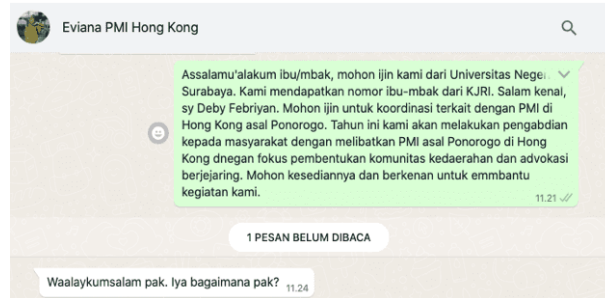 Eviana PMI Hong Kong
Assalamu'alakum ibu/mbak, mohon ijin kami dari Universitas Neger
Surabaya. Kami mendapatkan nomor ibu-mbak dari KJRI. Salam kenal,
sy Deby Febriyan. Mohon ijin untuk koordinasi terkait dengan PMI di
Hong Kong asal Ponorogo. Tahun ini kami akan melakukan pengabdian
kepada masyarakat dengan melibatkan PMI asal Ponorogo di Hong
Kong dnegan fokus pembentukan komunitas kedaerahan dan advokasi
berjejaring. Mohon kesediannya dan berkenan untuk emmbantu
kegiatan kami.
11.21
1 PESAN BELUM DIBACA
Waalaykumsalam pak. Iya bagaimana pak? 11.24